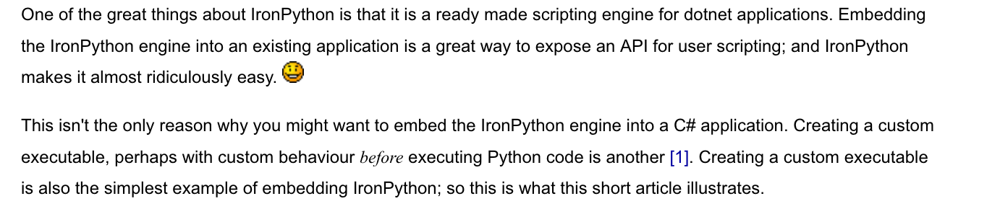 One of the great things about IronPython is that it is a ready made scripting engine for dotnet applications. Embedding
the IronPython engine into an existing application is a great way to expose an API for user scripting; and IronPython
makes it almost ridiculously easy.
This isn't the only reason why you might want to embed the IronPython engine into a C# application. Creating a custom
executable, perhaps with custom behaviour before executing Python code is another [1]. Creating a custom executable
is also the simplest example of embedding IronPython; so this is what this short article illustrates.